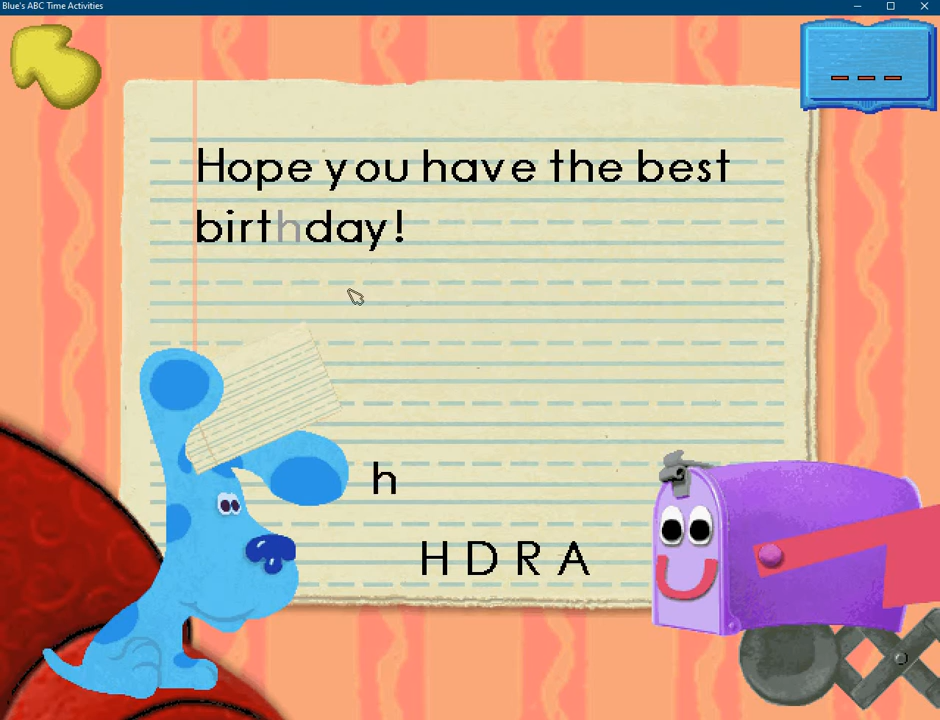 Blue's ABC Time Activities
Hope you have the best
birthday!
h
H D R A